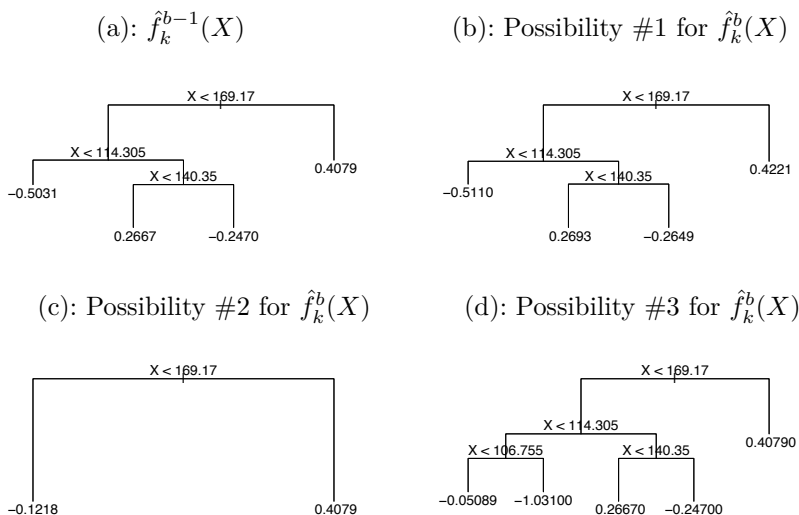 (a): f̂_k^{b−1}(X)
(b): Possibility #1 for f̂_k^b(X)
X < 169.17
X < 114.305
X < 140.35
−0.5031
0.4079
0.2667
−0.2470
X < 169.17
X < 114.305
X < 140.35
−0.5110
0.4221
0.2693
−0.2649
(c): Possibility #2 for f̂_k^b(X)
(d): Possibility #3 for f̂_k^b(X)
X < 169.17
−0.1218
0.4079
X < 169.17
X < 114.305
X < 106.755
X < 140.35
0.40790
−0.05089
−1.03100
0.26670
−0.24700